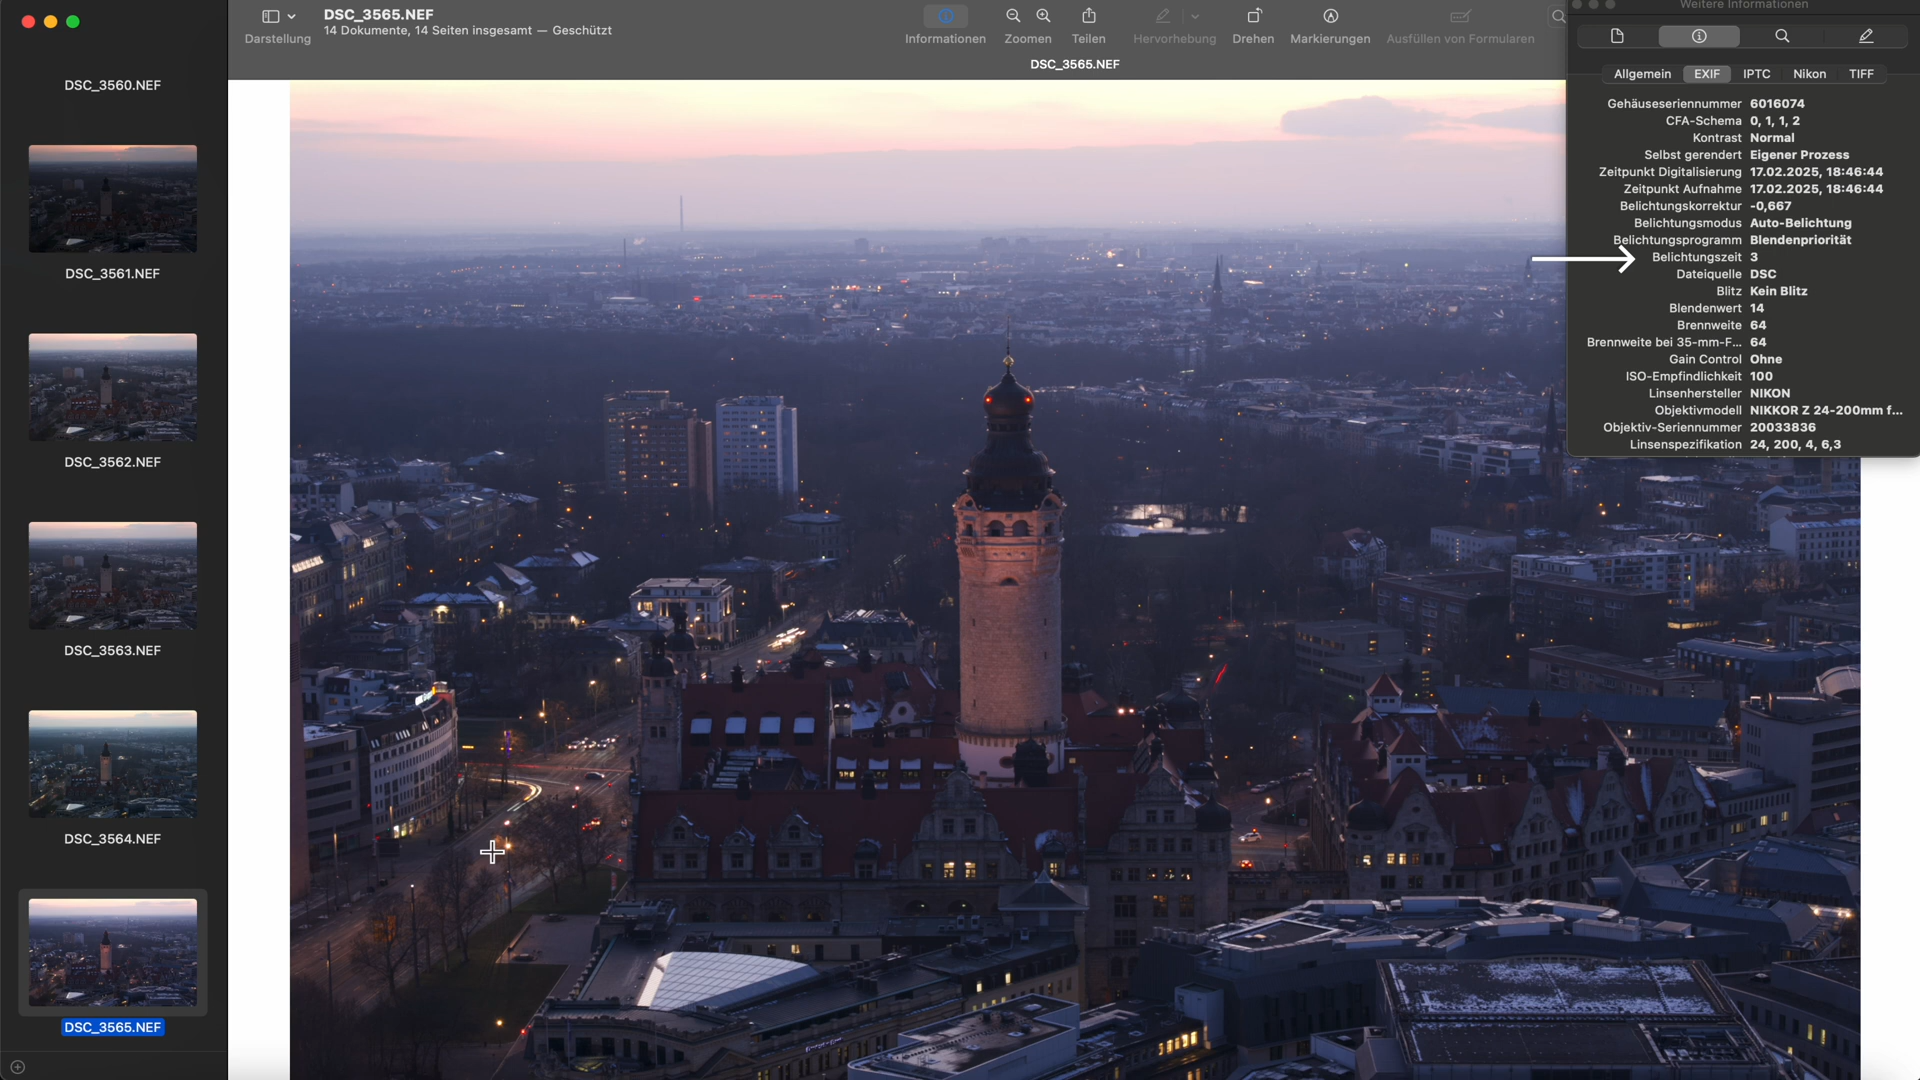 DSC_3565.NEF
14 Dokumente, 14 Seiten insgesamt — Geschützt
Darstellung
Informationen
Zoomen
Teilen
Hervorhebung
Drehen
Markierungen
Ausfüllen von Formularen
DSC_3565.NEF
DSC_3560.NEF
DSC_3561.NEF
DSC_3562.NEF
DSC_3563.NEF
DSC_3564.NEF
DSC_3565.NEF
Weitere Informationen
Allgemein EXIF IPTC Nikon TIFF
Gehäuseseriennummer 6016074
CFA-Schema 0, 1, 1, 2
Kontrast Normal
Selbst gerendert Eigener Prozess
Zeitpunkt Digitalisierung 17.02.2025, 18:46:44
Zeitpunkt Aufnahme 17.02.2025, 18:46:44
Belichtungskorrektur -0,667
Belichtungsmodus Auto-Belichtung
Belichtungsprogramm Blendenpriorität
Belichtungszeit 3
Dateiquelle DSC
Blitz Kein Blitz
Blendenwert 14
Brennweite 64
Brennweite bei 35-mm-F... 64
Gain Control Ohne
ISO-Empfindlichkeit 100
Linsenhersteller NIKON
Objektivmodell NIKKOR Z 24-200mm f...
Objektiv-Seriennummer 20033836
Linsenspezifikation 24, 200, 4, 6,3